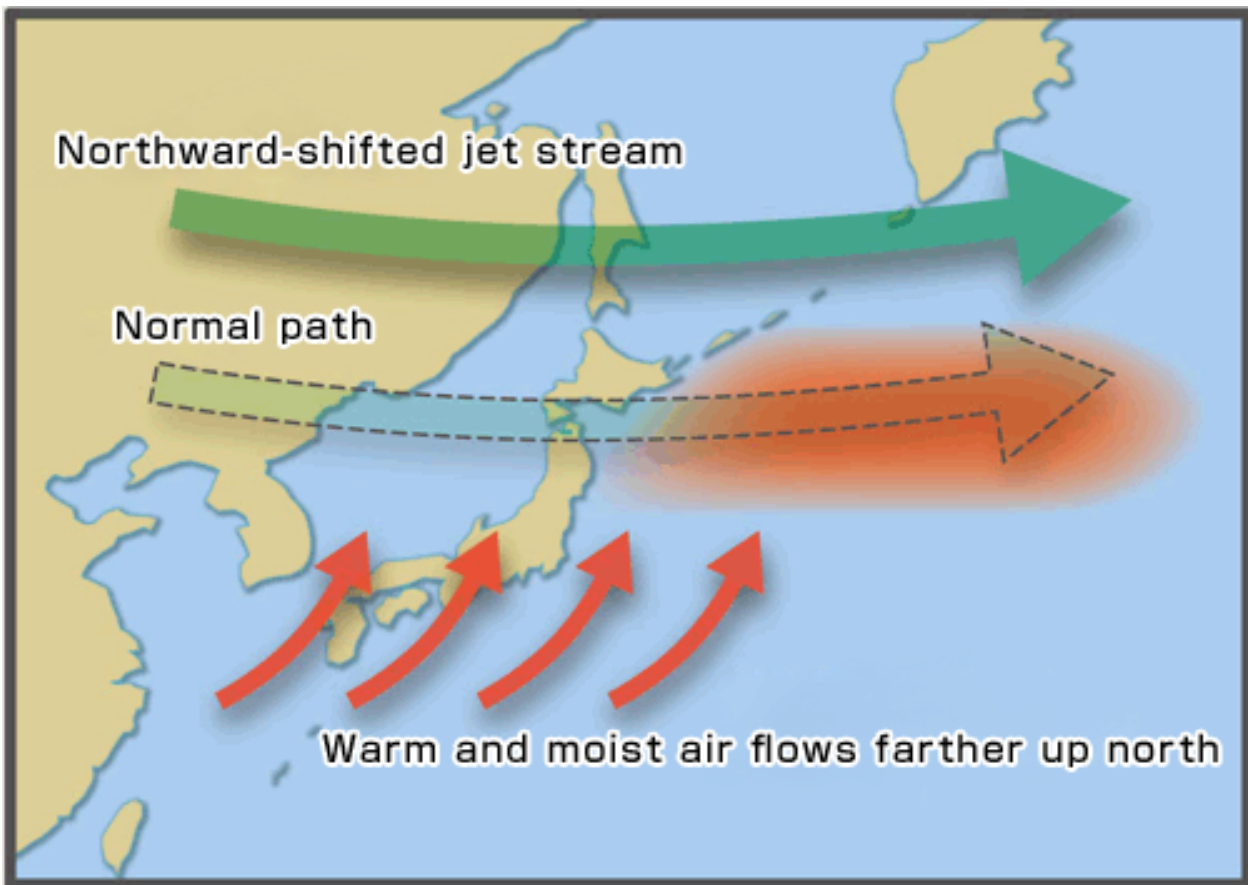 Northward-shifted jet stream
Normal path
Warm and moist air flows farther up north